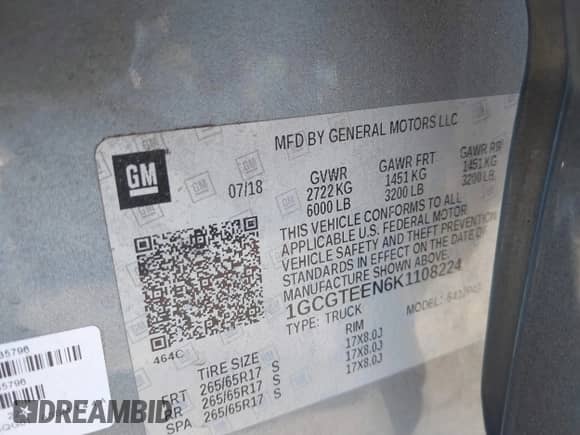 MFD BY GENERAL MOTORS LLC
GM
07/18
GVWR GAWR FRT GAWR RR
2722 KG 1451 KG 1451 KG
6000 LB 3200 LB 3200 LB
THIS VEHICLE CONFORMS TO ALL
APPLICABLE U.S. FEDERAL MOTOR
VEHICLE SAFETY AND THEFT PREVENTION
STANDARDS IN EFFECT ON THE DATE OF
MANUFACTURE SHOWN ABOVE.
1GCGTEEN6K1108224
TYPE: TRUCK MODEL:
464C
TIRE SIZE RIM
FRT 265/65R17 S 17X8.0J
RR 265/65R17 S 17X8.0J
SPA 265/65R17 S 17X8.0J
35796
DREAMBID